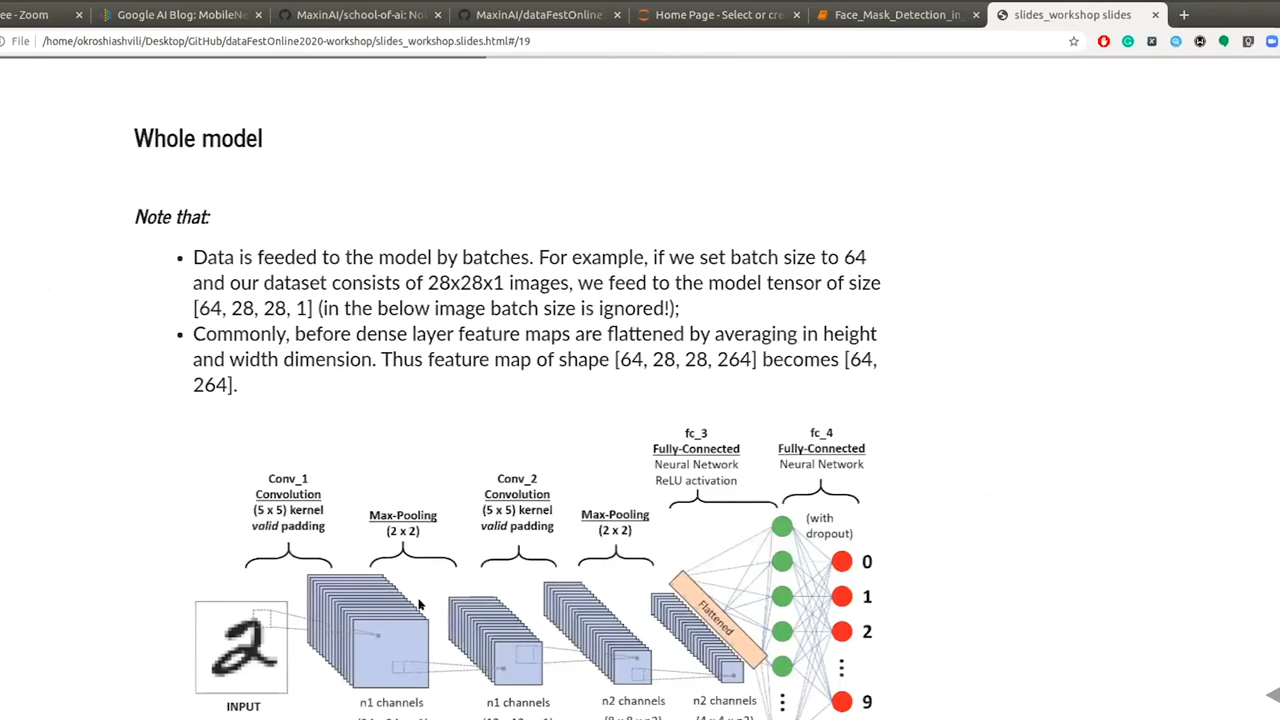 ee - Zoom
Google AI Blog: MobileNe
MaxinAI/school-of-ai: No
MaxinAI/dataFestOnline
Home Page - Select or cre
Face_Mask_Detection_in
slides_workshop slides
File
/home/okroshiashvili/Desktop/GitHub/dataFestOnline2020-workshop/slides_workshop.slides.html#/19
Whole model
Note that:
• Data is feeded to the model by batches. For example, if we set batch size to 64
and our dataset consists of 28x28x1 images, we feed to the model tensor of size
[64, 28, 28, 1] (in the below image batch size is ignored!);
• Commonly, before dense layer feature maps are flattened by averaging in height
and width dimension. Thus feature map of shape [64, 28, 28, 264] becomes [64,
264].
Conv_1
Convolution
(5 x 5) kernel
valid padding
Max-Pooling
(2 x 2)
Conv_2
Convolution
(5 x 5) kernel
valid padding
Max-Pooling
(2 x 2)
fc_3
Fully-Connected
Neural Network
ReLU activation
fc_4
Fully-Connected
Neural Network
(with
dropout)
Flattened
0
1
2
9
2
INPUT
n1 channels
n1 channels
n2 channels
n2 channels